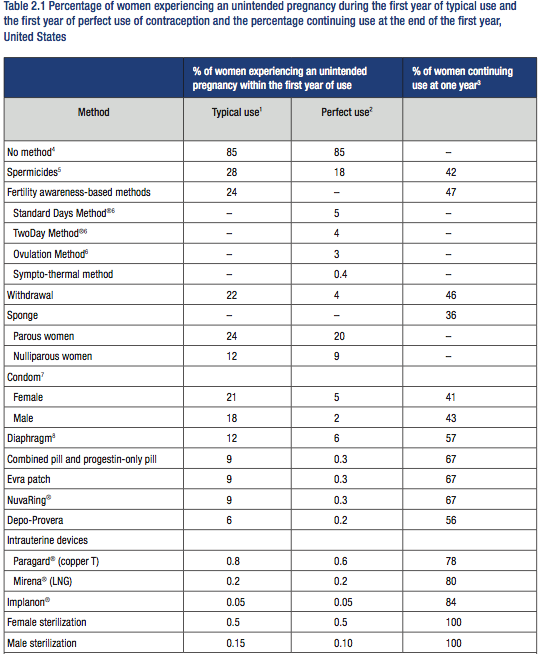 Table 2.1 Percentage of women experiencing an unintended pregnancy during the first year of typical use and
the first year of perfect use of contraception and the percentage continuing use at the end of the first year,
United States
% of women experiencing an unintended pregnancy within the first year of use | % of women continuing use at one year³
Method | Typical use¹ | Perfect use²
No method⁴ 85 85 –
Spermicides⁵ 28 18 42
Fertility awareness-based methods 24 – 47
Standard Days Method®⁶ – 5 –
TwoDay Method®⁶ – 4 –
Ovulation Method⁶ – 3 –
Sympto-thermal method – 0.4 –
Withdrawal 22 4 46
Sponge – – 36
Parous women 24 20 –
Nulliparous women 12 9 –
Condom⁷
Female 21 5 41
Male 18 2 43
Diaphragm⁸ 12 6 57
Combined pill and progestin-only pill 9 0.3 67
Evra patch 9 0.3 67
NuvaRing® 9 0.3 67
Depo-Provera 6 0.2 56
Intrauterine devices
Paragard® (copper T) 0.8 0.6 78
Mirena® (LNG) 0.2 0.2 80
Implanon® 0.05 0.05 84
Female sterilization 0.5 0.5 100
Male sterilization 0.15 0.10 100